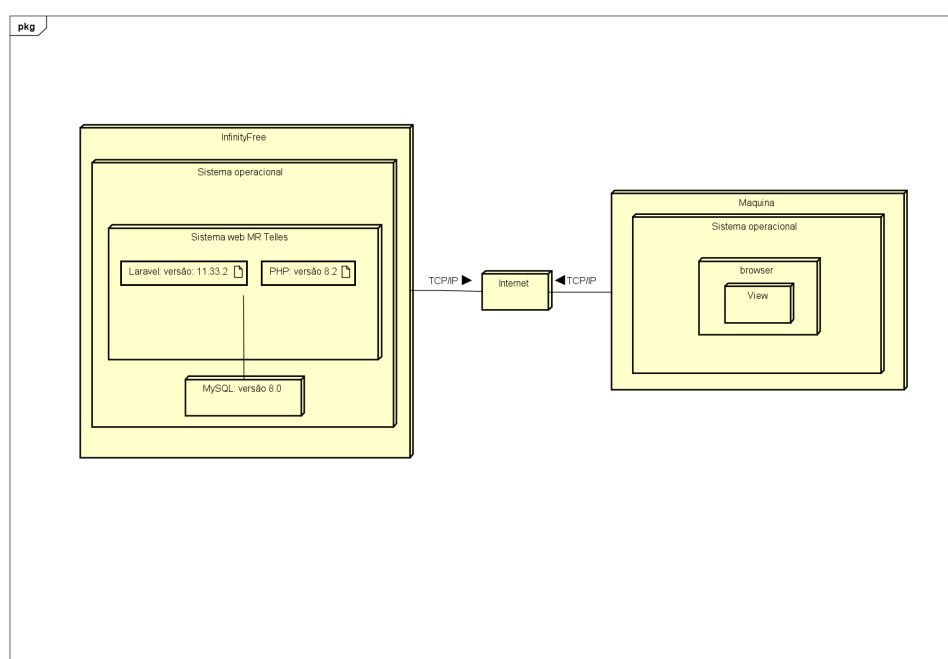 pkg
InfinityFree
Sistema operacional
Sistema web MR Telles
Laravel: versão: 11.33.2
PHP: versão 8.2
MySQL: versão 8.0
TCP/IP
Internet
TCP/IP
Maquina
Sistema operacional
browser
View